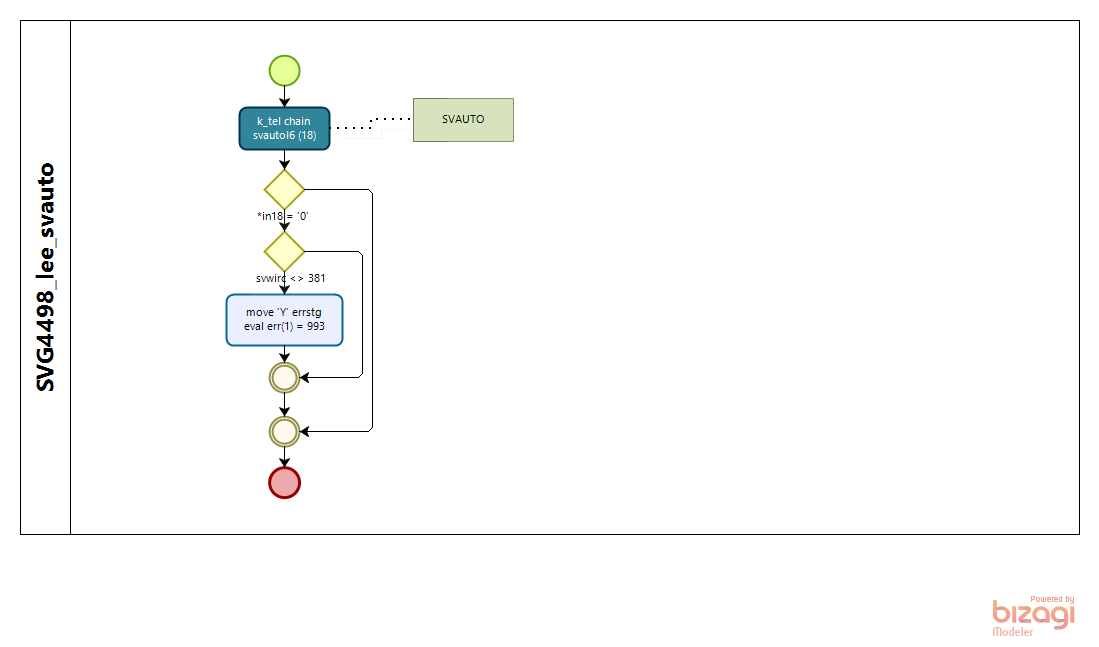 SVG4498_lee_svauto
k_tel chain
svautol6 (18)
SVAUTO
*in18 = '0'
svwirc <> 381
move 'Y' errstg
eval err(1) = 993
Powered by
bizagi
Modeler